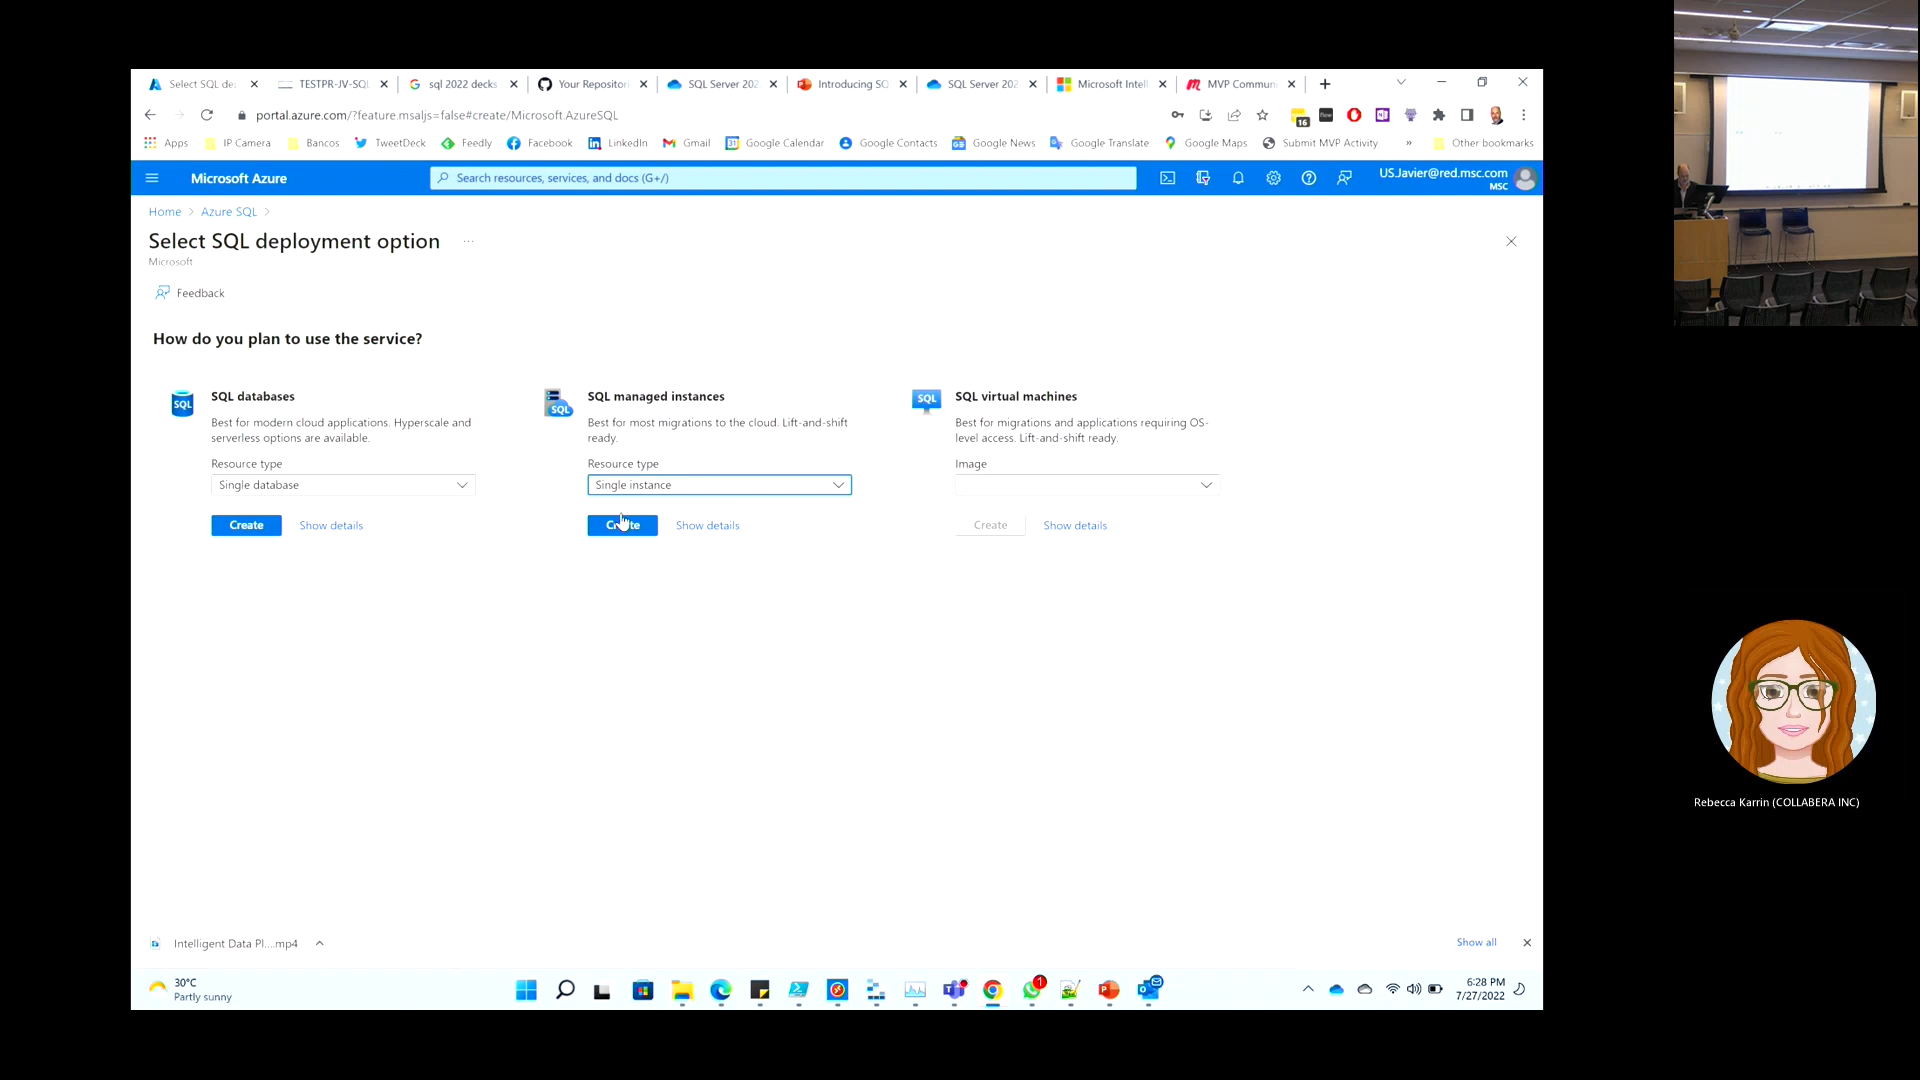 Select SQL de:
TESTPR-JV-SQL
sql 2022 decks
Your Repositori
SQL Server 202
Introducing SQ
SQL Server 202
Microsoft Intell
MVP Commun
portal.azure.com/?feature.msaljs=false#create/Microsoft.AzureSQL
16
Apps
IP Camera
Bancos
TweetDeck
Feedly
Facebook
LinkedIn
Gmail
Google Calendar
Google Contacts
Google News
Google Translate
Google Maps
Submit MVP Activity
»
Other bookmarks
Microsoft Azure
Search resources, services, and docs (G+/)
US.Javier@red.msc.com
MSC
Home > Azure SQL >
Select SQL deployment option ...
Microsoft
Feedback
How do you plan to use the service?
SQL
SQL databases
Best for modern cloud applications. Hyperscale and
serverless options are available.
Resource type
Single database
Create
Show details
SQL
SQL managed instances
Best for most migrations to the cloud. Lift-and-shift
ready.
Resource type
Single instance
Create
Show details
SQL
SQL virtual machines
Best for migrations and applications requiring OS-
level access. Lift-and-shift ready.
Image
Create
Show details
Intelligent Data Pl....mp4
Show all
30°C
Partly sunny
1
6:28 PM
7/27/2022
Rebecca Karrin (COLLABERA INC)